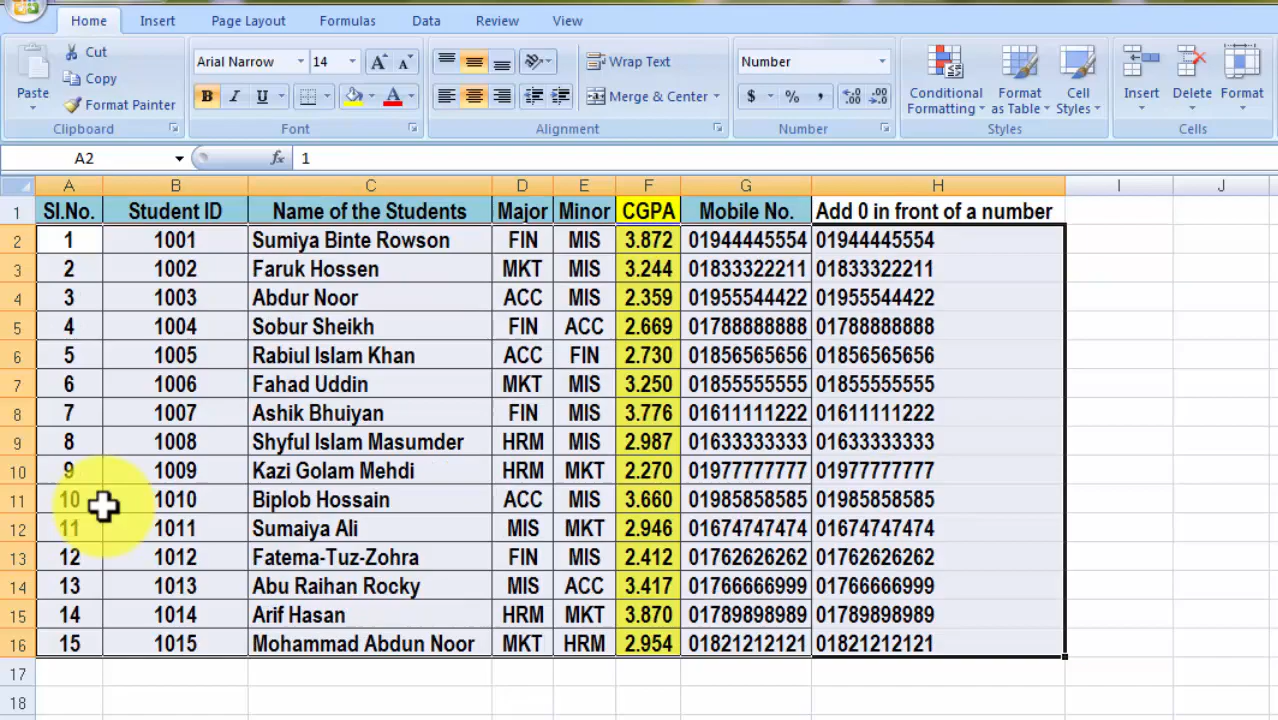 Home Insert Page Layout Formulas Data Review View
Cut
Copy
Format Painter
Paste
Clipboard
Arial Narrow 14 A A
B I U A
Font
Wrap Text
Merge & Center
Alignment
Number
$ % , .00 .00
Number
Conditional Formatting
Format as Table
Cell Styles
Styles
Insert Delete Format
Cells
A2 fx 1
A B C D E F G H I J
1 Sl.No. Student ID Name of the Students Major Minor CGPA Mobile No. Add 0 in front of a number
2 1 1001 Sumiya Binte Rowson FIN MIS 3.872 01944445554 01944445554
3 2 1002 Faruk Hossen MKT MIS 3.244 01833322211 01833322211
4 3 1003 Abdur Noor ACC MIS 2.359 01955544422 01955544422
5 4 1004 Sobur Sheikh FIN ACC 2.669 01788888888 01788888888
6 5 1005 Rabiul Islam Khan ACC FIN 2.730 01856565656 01856565656
7 6 1006 Fahad Uddin MKT MIS 3.250 01855555555 01855555555
8 7 1007 Ashik Bhuiyan FIN MIS 3.776 01611111222 01611111222
9 8 1008 Shyful Islam Masumder HRM MIS 2.987 01633333333 01633333333
10 9 1009 Kazi Golam Mehdi HRM MKT 2.270 01977777777 01977777777
11 10 1010 Biplob Hossain ACC MIS 3.660 01985858585 01985858585
12 11 1011 Sumaiya Ali MIS MKT 2.946 01674747474 01674747474
13 12 1012 Fatema-Tuz-Zohra FIN MIS 2.412 01762626262 01762626262
14 13 1013 Abu Raihan Rocky MIS ACC 3.417 01766666999 01766666999
15 14 1014 Arif Hasan HRM MKT 3.870 01789898989 01789898989
16 15 1015 Mohammad Abdun Noor MKT HRM 2.954 01821212121 01821212121
17
18